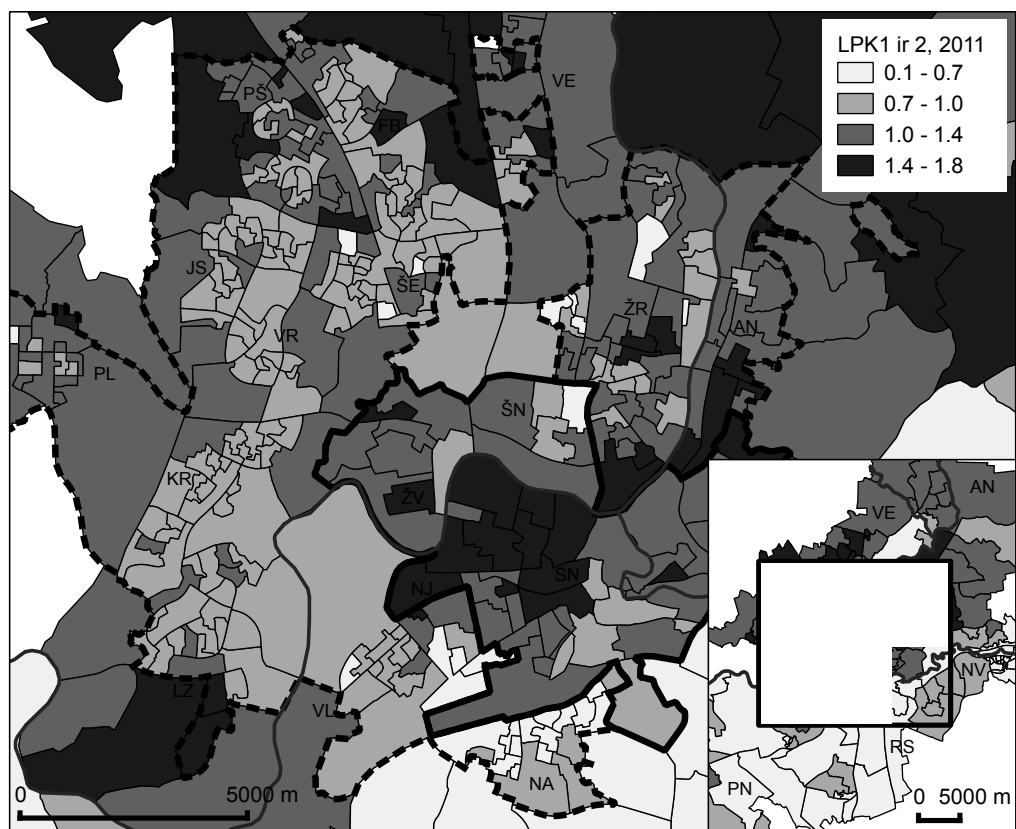 LPK1 ir 2, 2011
0.1 - 0.7
0.7 - 1.0
1.0 - 1.4
1.4 - 1.8
VE
PŠ
FB
JS
ŠE
ŽR
AN
VR
PL
ŠN
KR
ŽV
SN
NJ
LŽ
VL
NA
0 5000 m
AN
VE
NV
RS
PN
0 5000 m